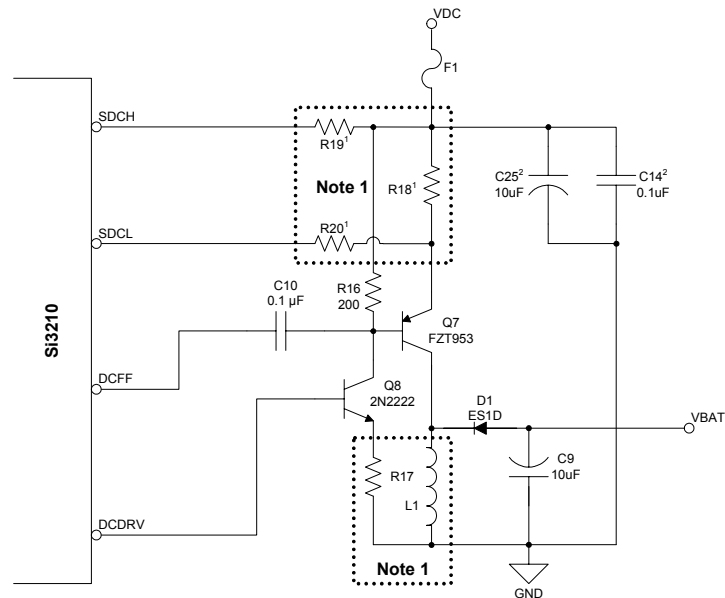 VDC
F1
SDCH
R19¹
Note 1
R18¹
C25²
10uF
C14²
0.1uF
SDCL
R20¹
C10
0.1 µF
R16
200
Q7
FZT953
Si3210
DCFF
Q8
2N2222
D1
ES1D
VBAT
C9
10uF
R17
L1
DCDRV
Note 1
GND